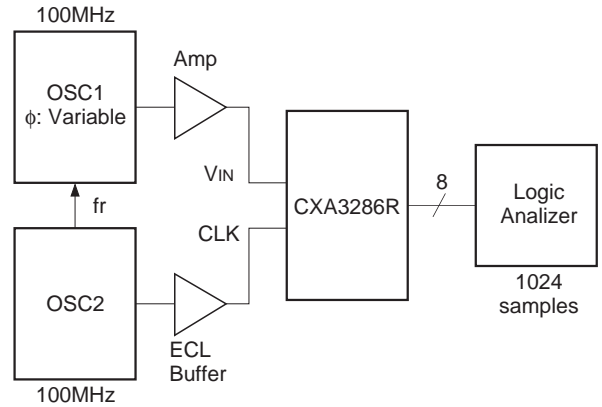 100MHz
OSC1
ϕ: Variable
Amp
VIN
fr
CLK
CXA3286R
8
Logic
Analizer
1024
samples
OSC2
ECL
Buffer
100MHz